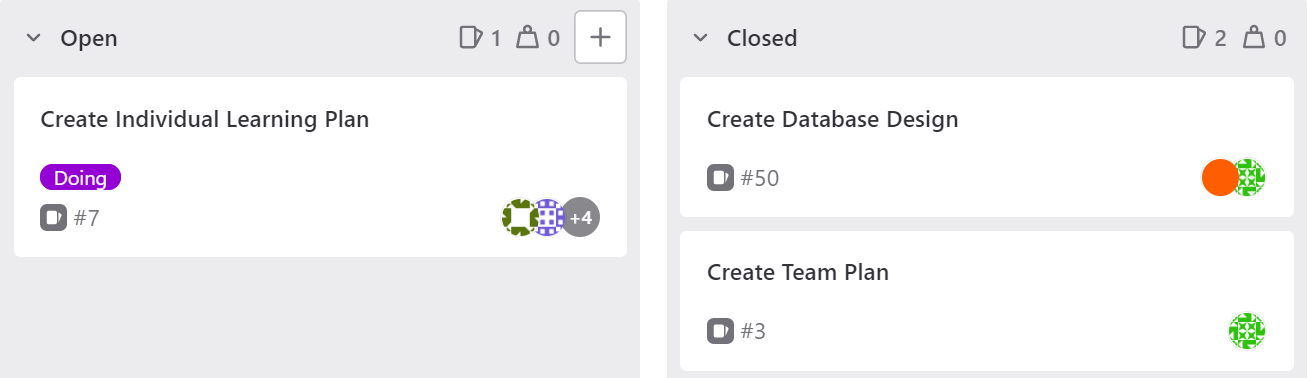 Open 1 0
Create Individual Learning Plan
Doing
#7 +4
Closed 2 0
Create Database Design
#50
Create Team Plan
#3